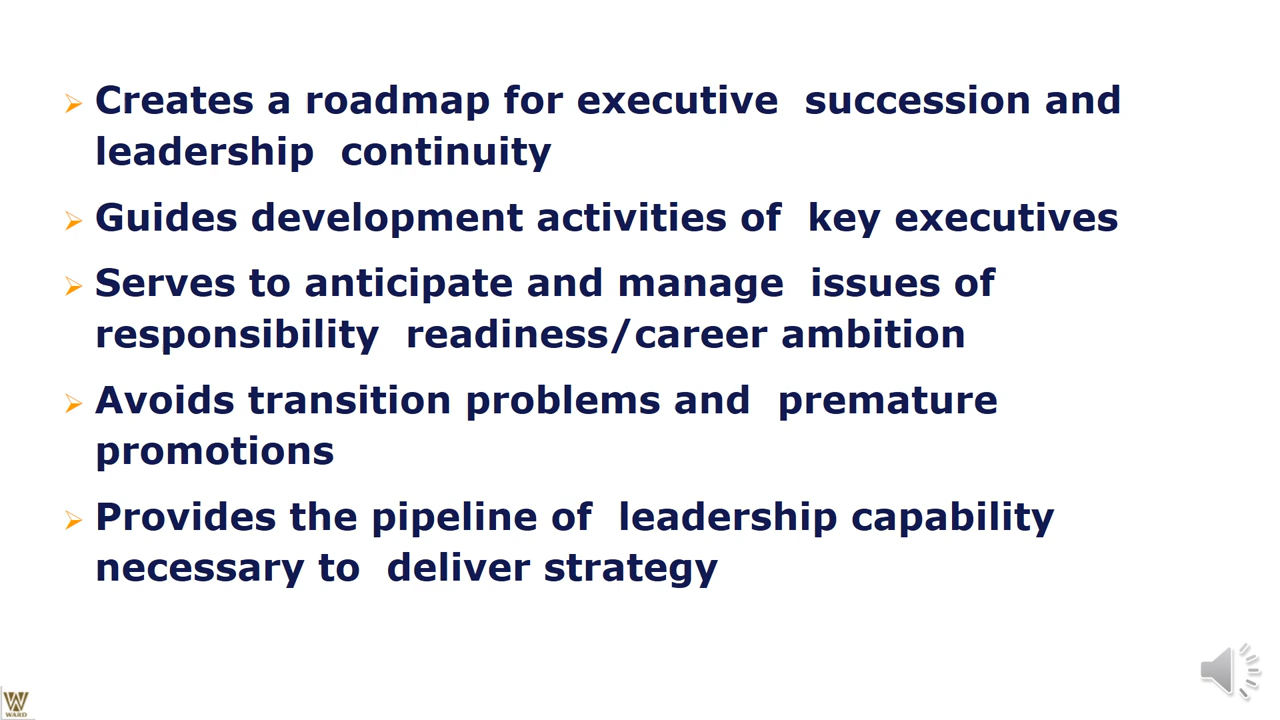 Creates a roadmap for executive succession and
leadership continuity
Guides development activities of key executives
Serves to anticipate and manage issues of
responsibility readiness/career ambition
Avoids transition problems and premature
promotions
Provides the pipeline of leadership capability
necessary to deliver strategy
WARD